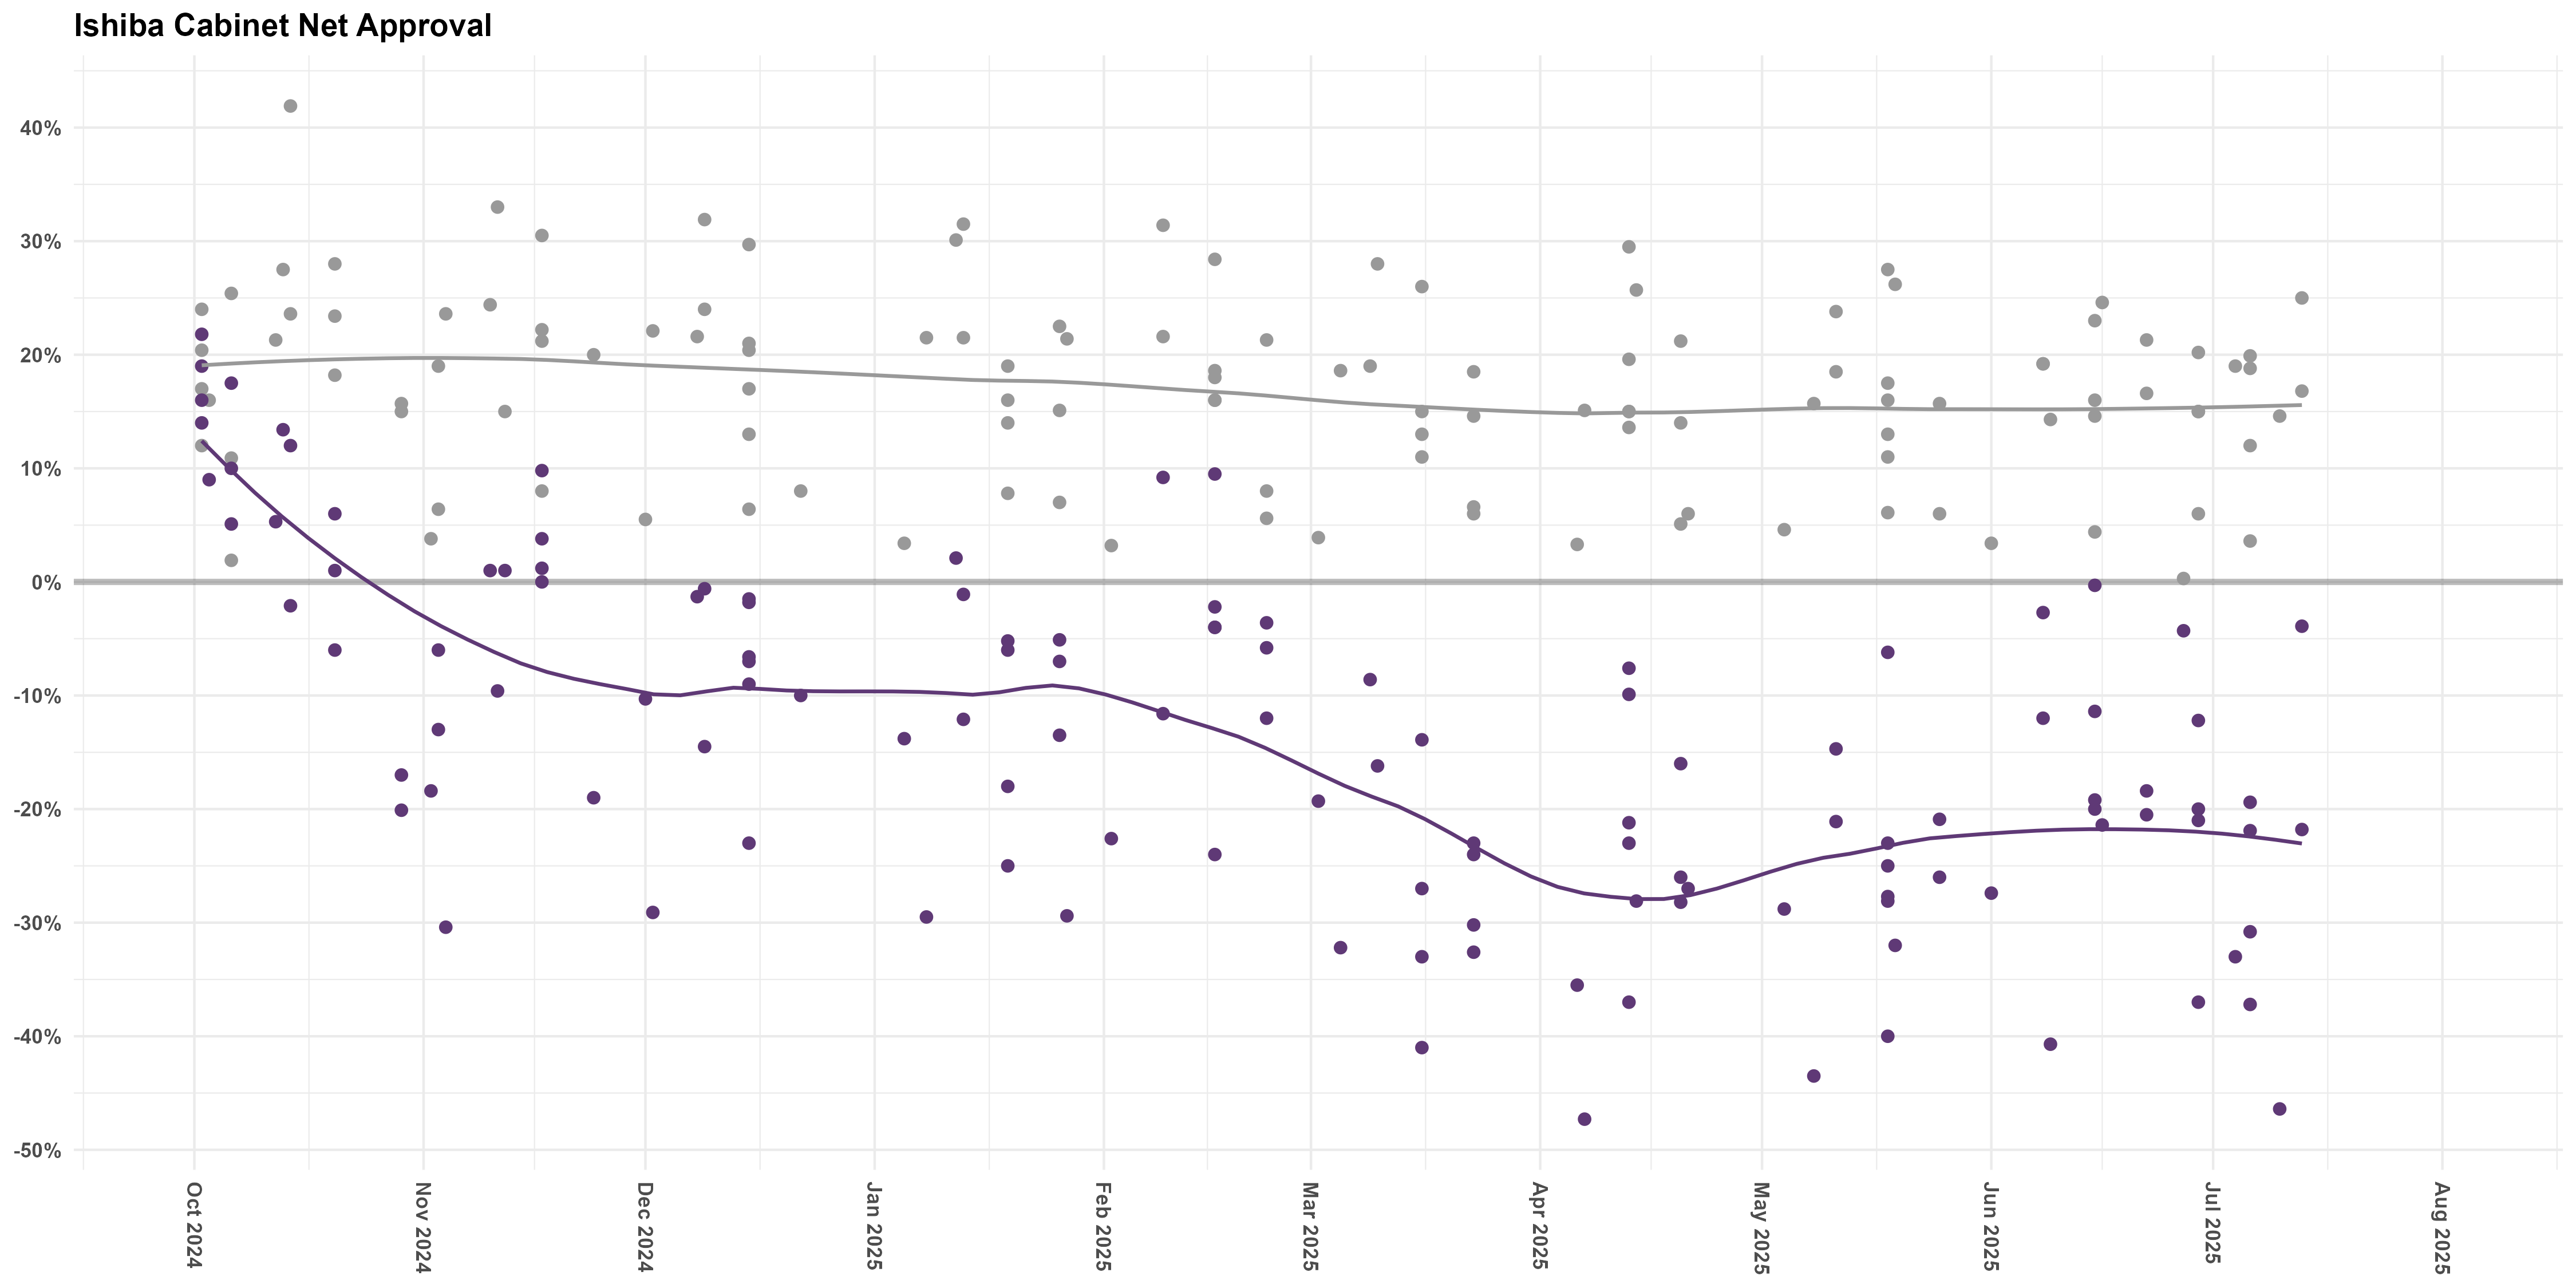 Ishiba Cabinet Net Approval
40%
30%
20%
10%
0%
-10%
-20%
-30%
-40%
-50%
Oct 2024
Nov 2024
Dec 2024
Jan 2025
Feb 2025
Mar 2025
Apr 2025
May 2025
Jun 2025
Jul 2025
Aug 2025